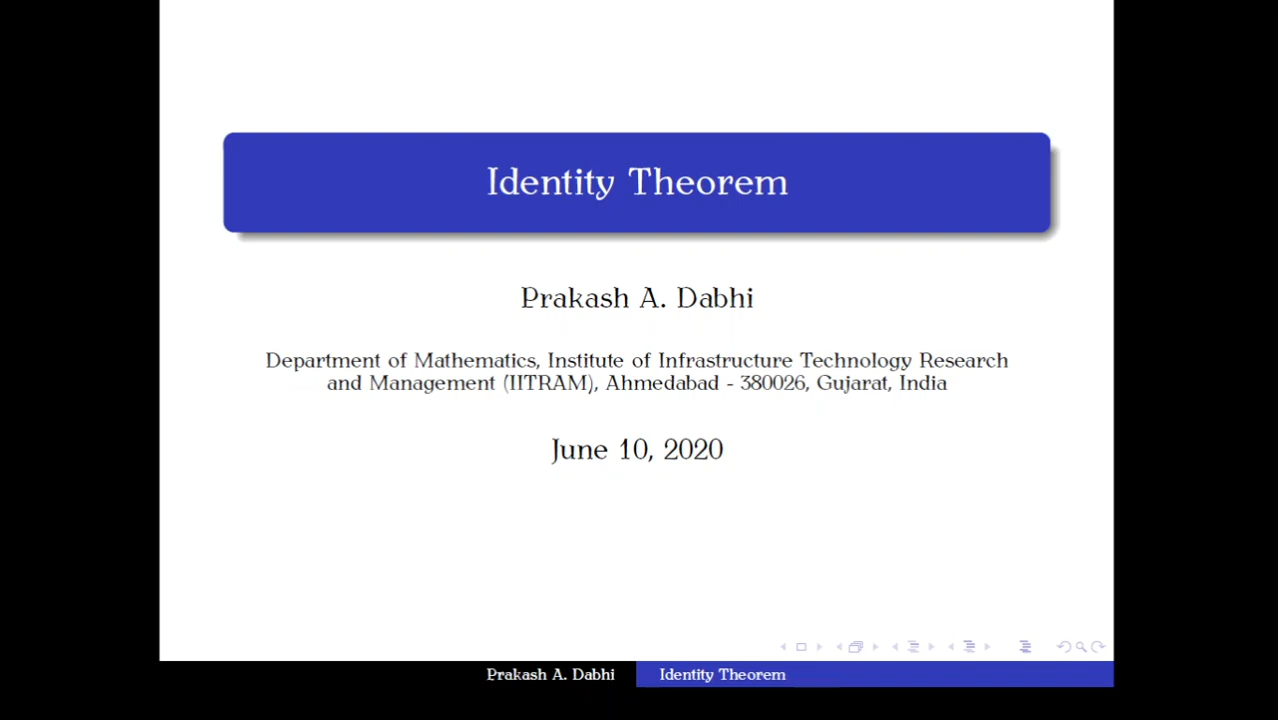 Identity Theorem
Prakash A. Dabhi
Department of Mathematics, Institute of Infrastructure Technology Research
and Management (IITRAM), Ahmedabad - 380026, Gujarat, India
June 10, 2020
Prakash A. Dabhi
Identity Theorem